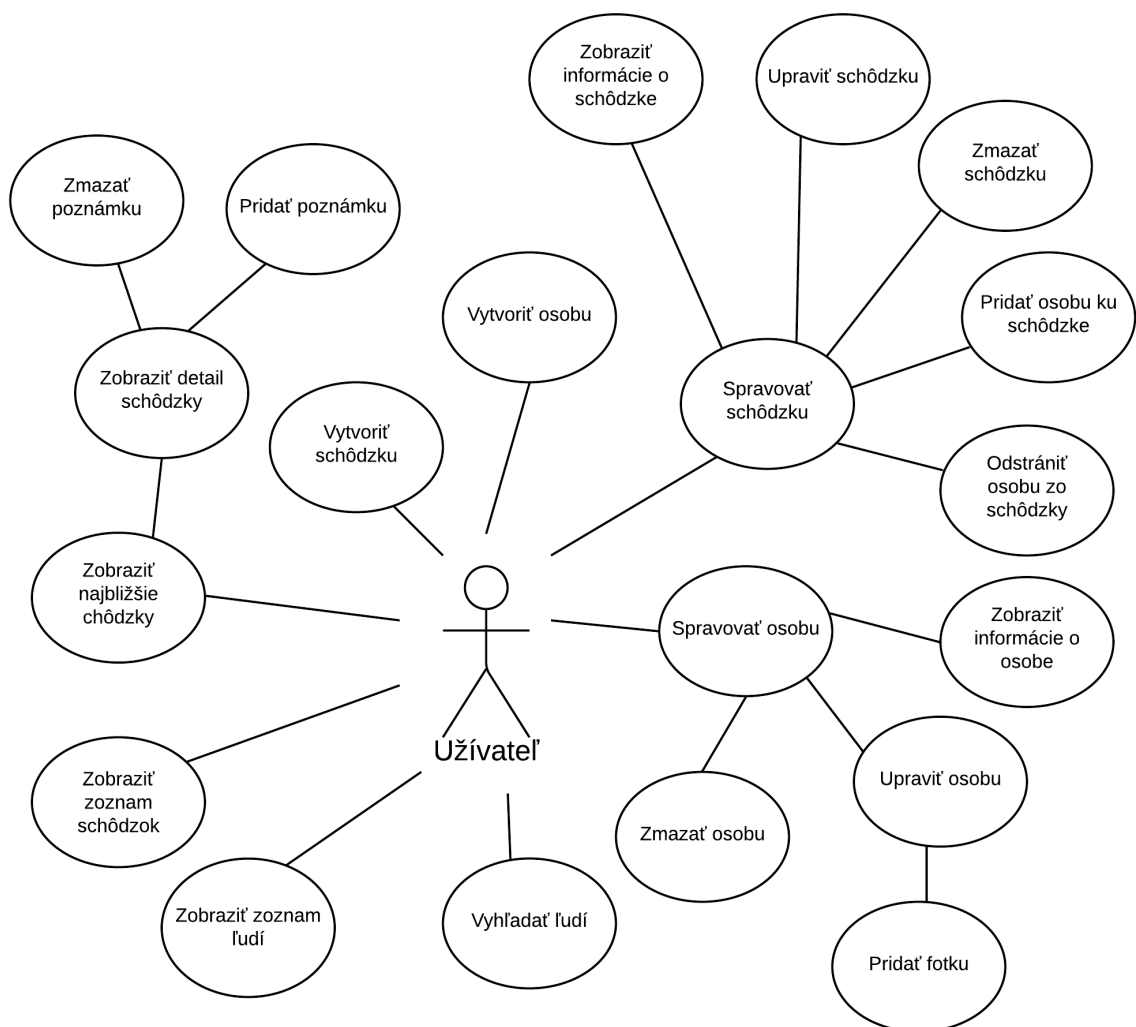 Zobraziť
informácie o
schôdzke
Upraviť schôdzku
Zmazať
schôdzku
Zmazať
poznámku
Pridať poznámku
Vytvoriť osobu
Pridať osobu ku
schôdzke
Zobraziť detail
schôdzky
Spravovať
schôdzku
Vytvoriť
schôdzku
Odstrániť
osobu zo
schôdzky
Zobraziť
najbližšie
chôdzky
Spravovať osobu
Zobraziť
informácie o
osobe
Užívateľ
Zobraziť
zoznam
schôdzok
Upraviť osobu
Zmazať osobu
Zobraziť zoznam
ľudí
Vyhľadať ľudí
Pridať fotku